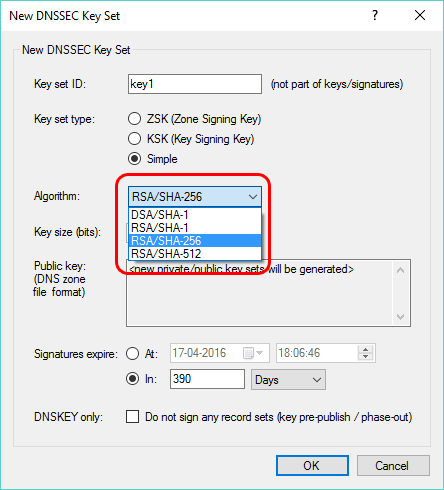 New DNSSEC Key Set
New DNSSEC Key Set
Key set ID: key1 (not part of keys/signatures)
Key set type: ZSK (Zone Signing Key)
KSK (Key Signing Key)
Simple
Algorithm: RSA/SHA-256
DSA/SHA-1
RSA/SHA-1
Key size (bits): RSA/SHA-256
RSA/SHA-512
Public key: <new private/public key sets will be generated>
(DNS zone
file format)
Signatures expire: At: 17-04-2016 18:06:46
In: 390 Days
DNSKEY only: Do not sign any record sets (key pre-publish / phase-out)
OK Cancel